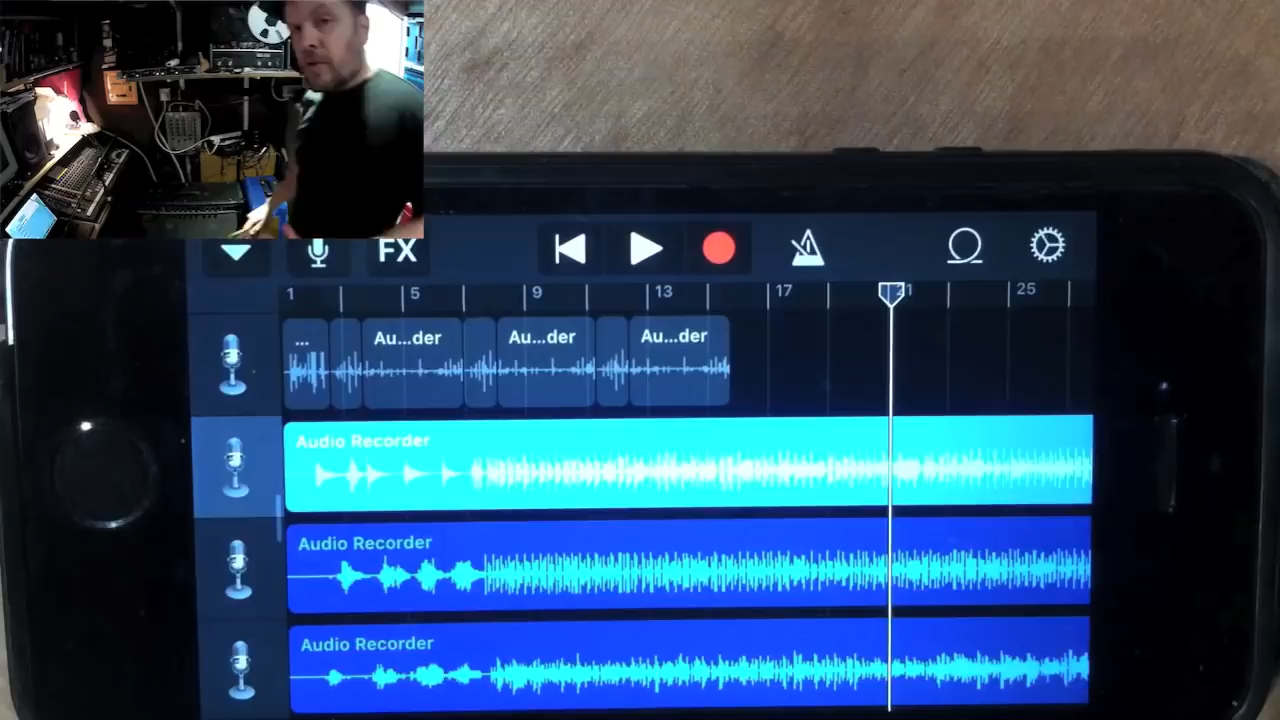 FX
1 5 9 13 17 21 25
... Au...der Au...der Au...der
Audio Recorder
Audio Recorder
Audio Recorder